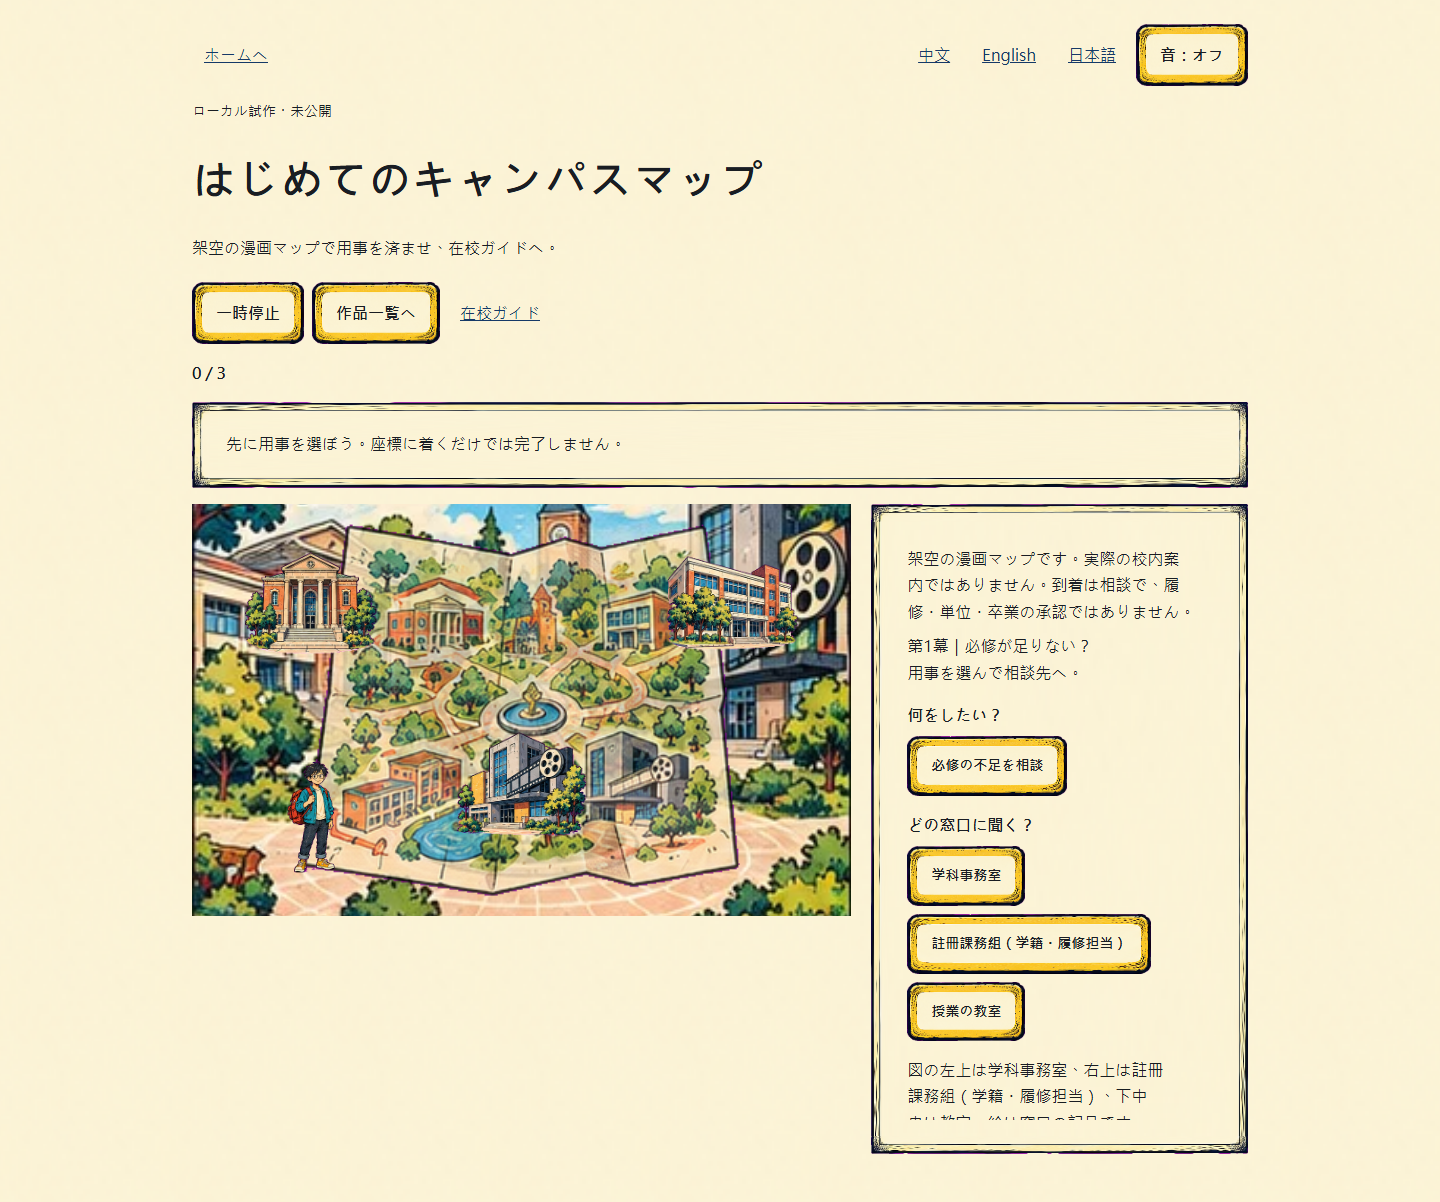 ホームへ
中文 English 日本語 音：オフ
ローカル試作・未公開
はじめてのキャンパスマップ
架空の漫画マップで用事を済ませ、在校ガイドへ。
一時停止 作品一覧へ 在校ガイド
0 / 3
先に用事を選ぼう。座標に着くだけでは完了しません。
架空の漫画マップです。実際の校内案
内ではありません。到着は相談で、履
修・単位・卒業の承認ではありません。
第1幕｜必修が足りない？
用事を選んで相談先へ。
何をしたい？
必修の不足を相談
どの窓口に聞く？
学科事務室
註冊課務組（学籍・履修担当）
授業の教室
図の左上は学科事務室、右上は註冊
課務組（学籍・履修担当）、下中